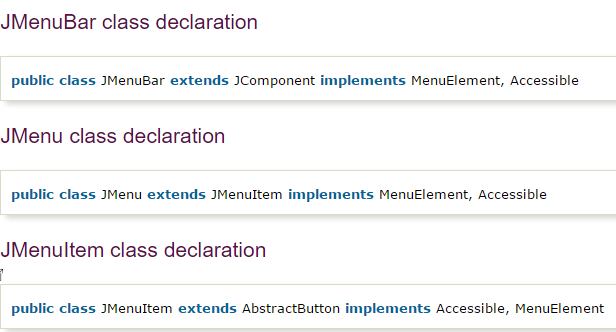 JMenuBar class declaration
public class JMenuBar extends JComponent implements MenuElement, Accessible
JMenu class declaration
public class JMenu extends JMenuItem implements MenuElement, Accessible
JMenuItem class declaration
public class JMenuItem extends AbstractButton implements Accessible, MenuElement